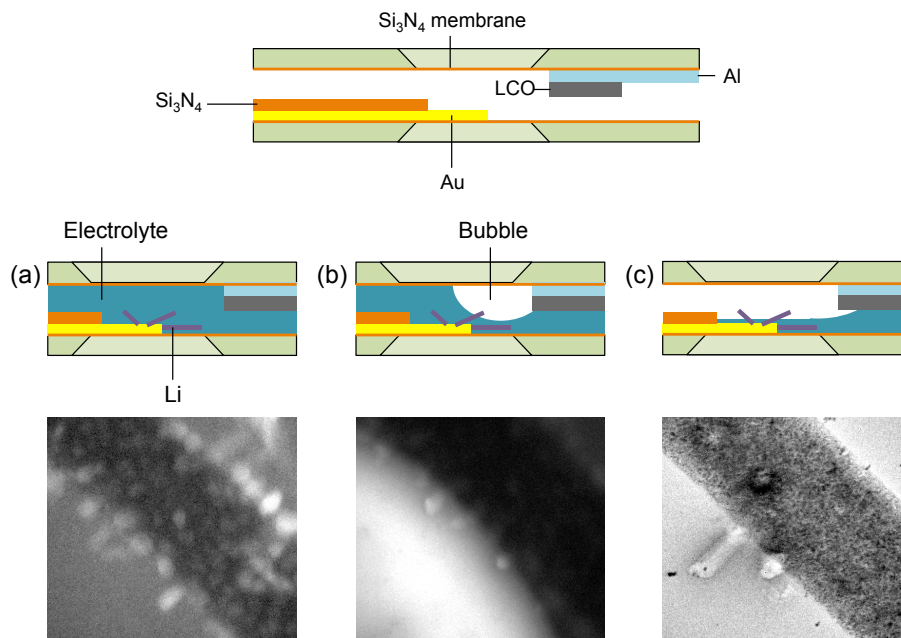 Si₃N₄ membrane
Al
LCO
Si₃N₄
Au
Electrolyte
Bubble
(a)
(b)
(c)
Li